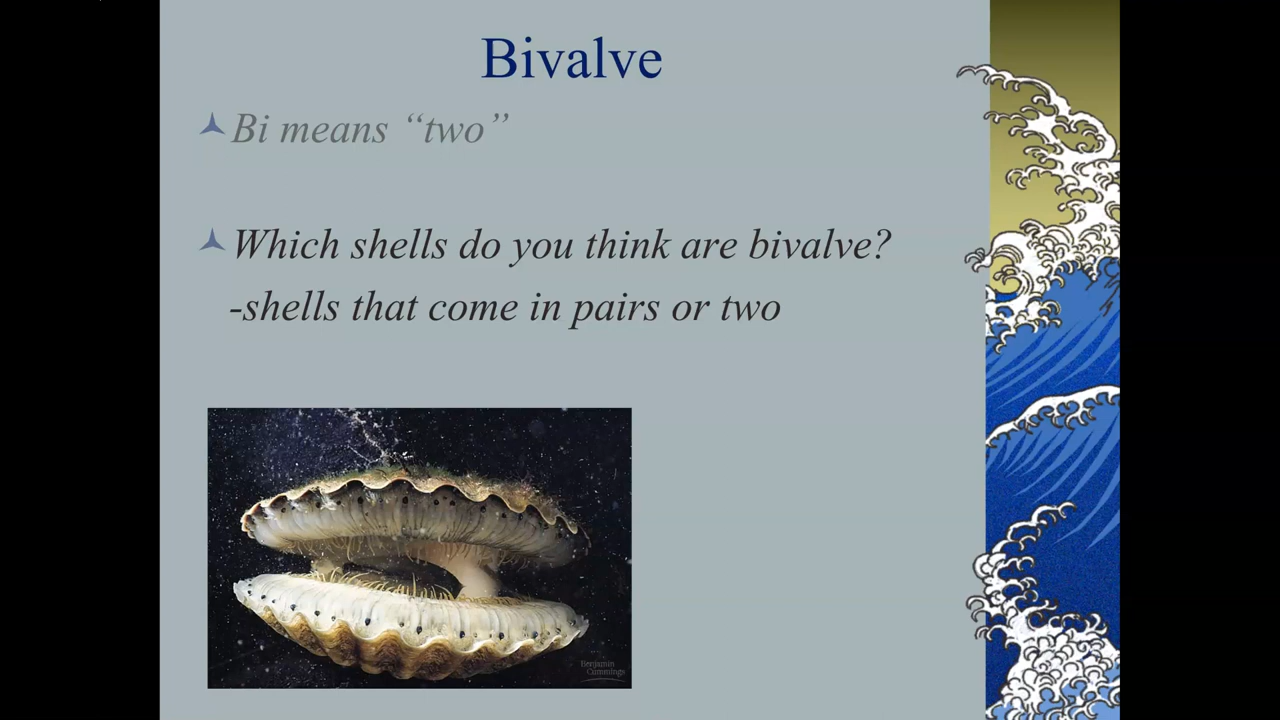 Bivalve
Bi means “two”
Which shells do you think are bivalve?
-shells that come in pairs or two
Benjamin
Cummings